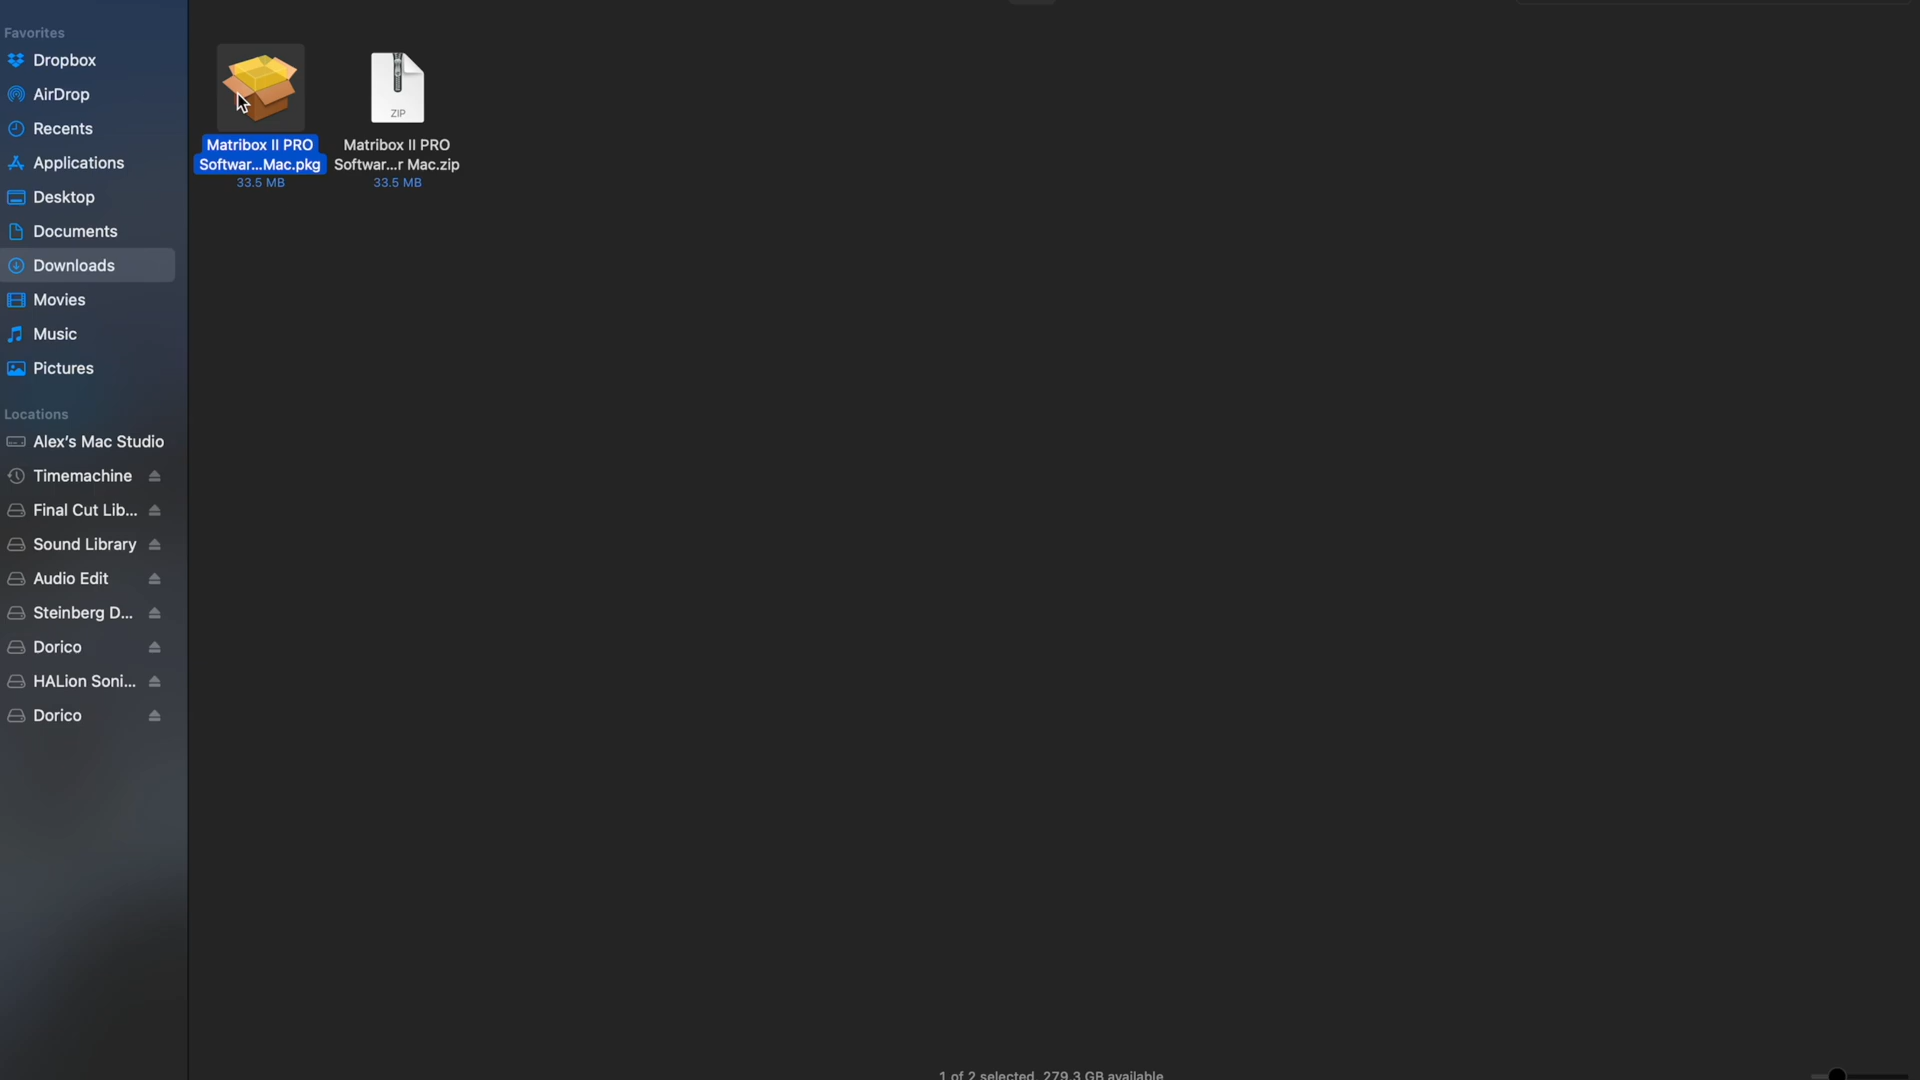 Favorites
Dropbox
AirDrop
Recents
Applications
Desktop
Documents
Downloads
Movies
Music
Pictures
Locations
Alex's Mac Studio
Timemachine
Final Cut Lib...
Sound Library
Audio Edit
Steinberg D...
Dorico
HALion Soni...
Dorico
Matribox II PRO
Softwar...Mac.pkg
33.5 MB
ZIP
Matribox II PRO
Softwar...r Mac.zip
33.5 MB
1 of 2 selected, 279.3 GB available